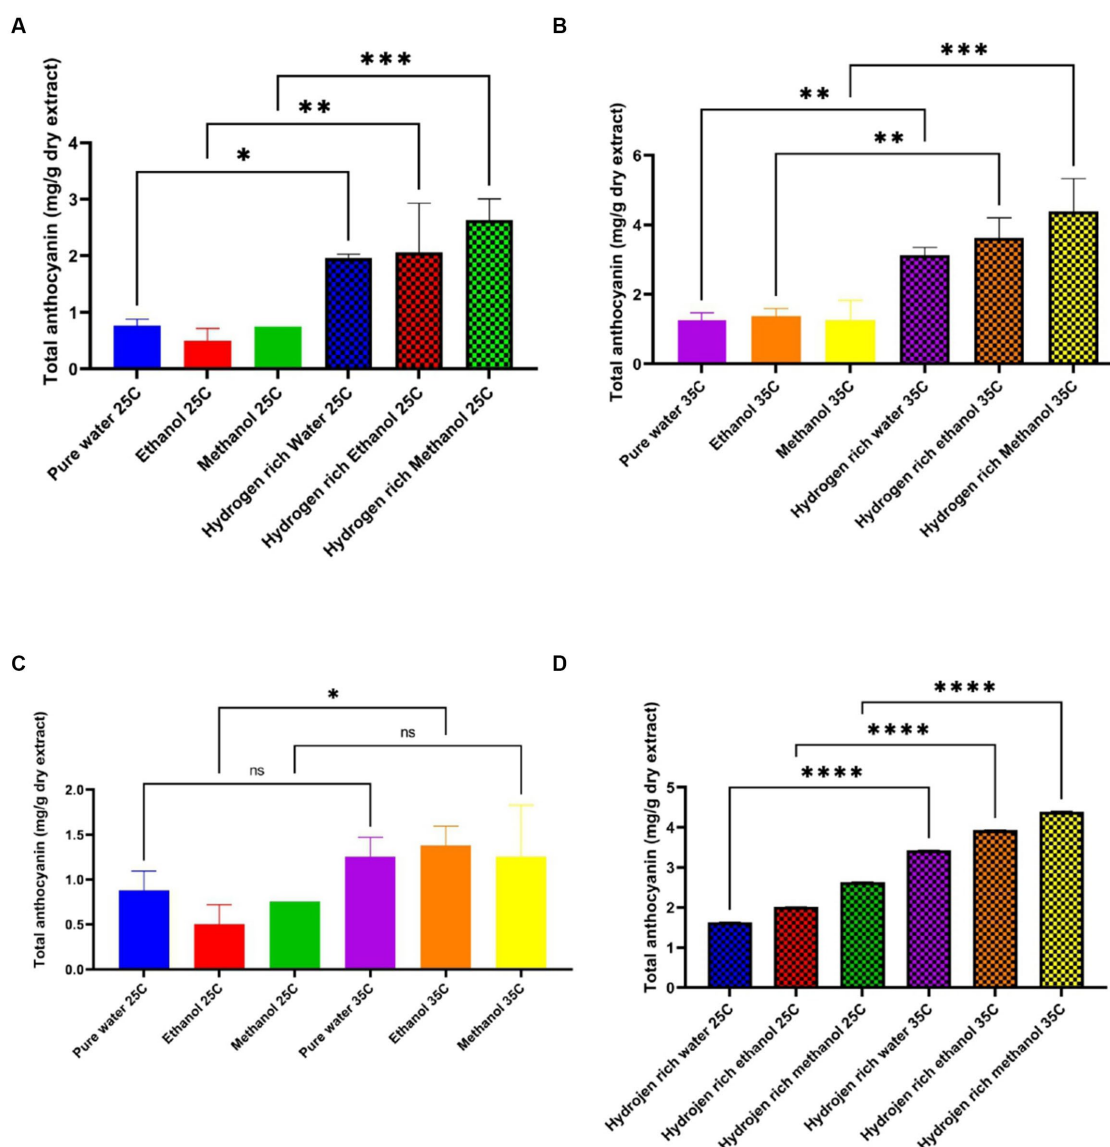 A
***
**
*
Total anthocyanin (mg/g dry extract)
4
3
2
1
0
Pure water 25C
Ethanol 25C
Methanol 25C
Hydrogen rich Water 25C
Hydrogen rich Ethanol 25C
Hydrogen rich Methanol 25C
B
***
**
**
Total anthocyanin (mg/g dry extract)
6
4
2
0
Pure water 35C
Ethanol 35C
Methanol 35C
Hydrogen rich water 35C
Hydrogen rich ethanol 35C
Hydrogen rich Methanol 35C
C
*
ns
ns
Total anthocyanin (mg/g dry extract)
2.0
1.5
1.0
0.5
0.0
Pure water 25C
Ethanol 25C
Methanol 25C
Pure water 35C
Ethanol 35C
Methanol 35C
D
****
****
****
Total anthocyanin (mg/g dry extract)
5
4
3
2
1
0
Hydrojen rich water 25C
Hydrojen rich ethanol 25C
Hydrojen rich methanol 25C
Hydrojen rich water 35C
Hydrojen rich ethanol 35C
Hydrojen rich methanol 35C